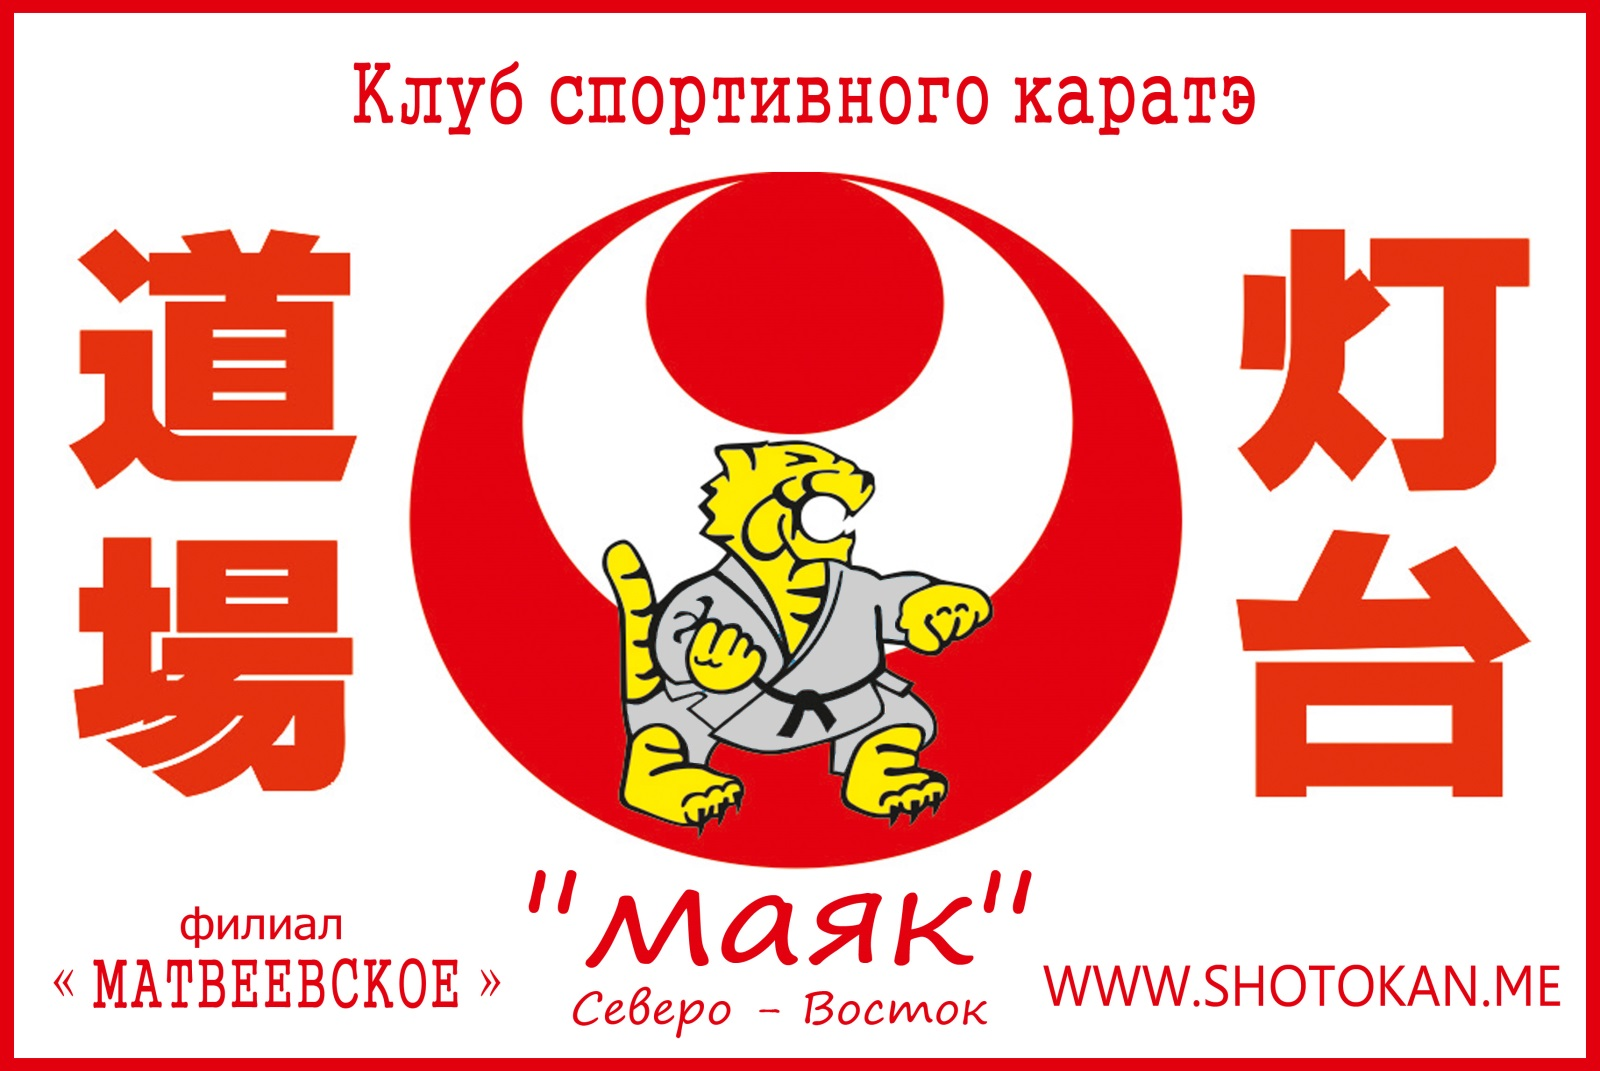 Клуб спортивного каратэ
道場
灯台
"маяк"
Северо - Восток
филиал
« МАТВЕЕВСКОЕ »
WWW.SHOTOKAN.ME